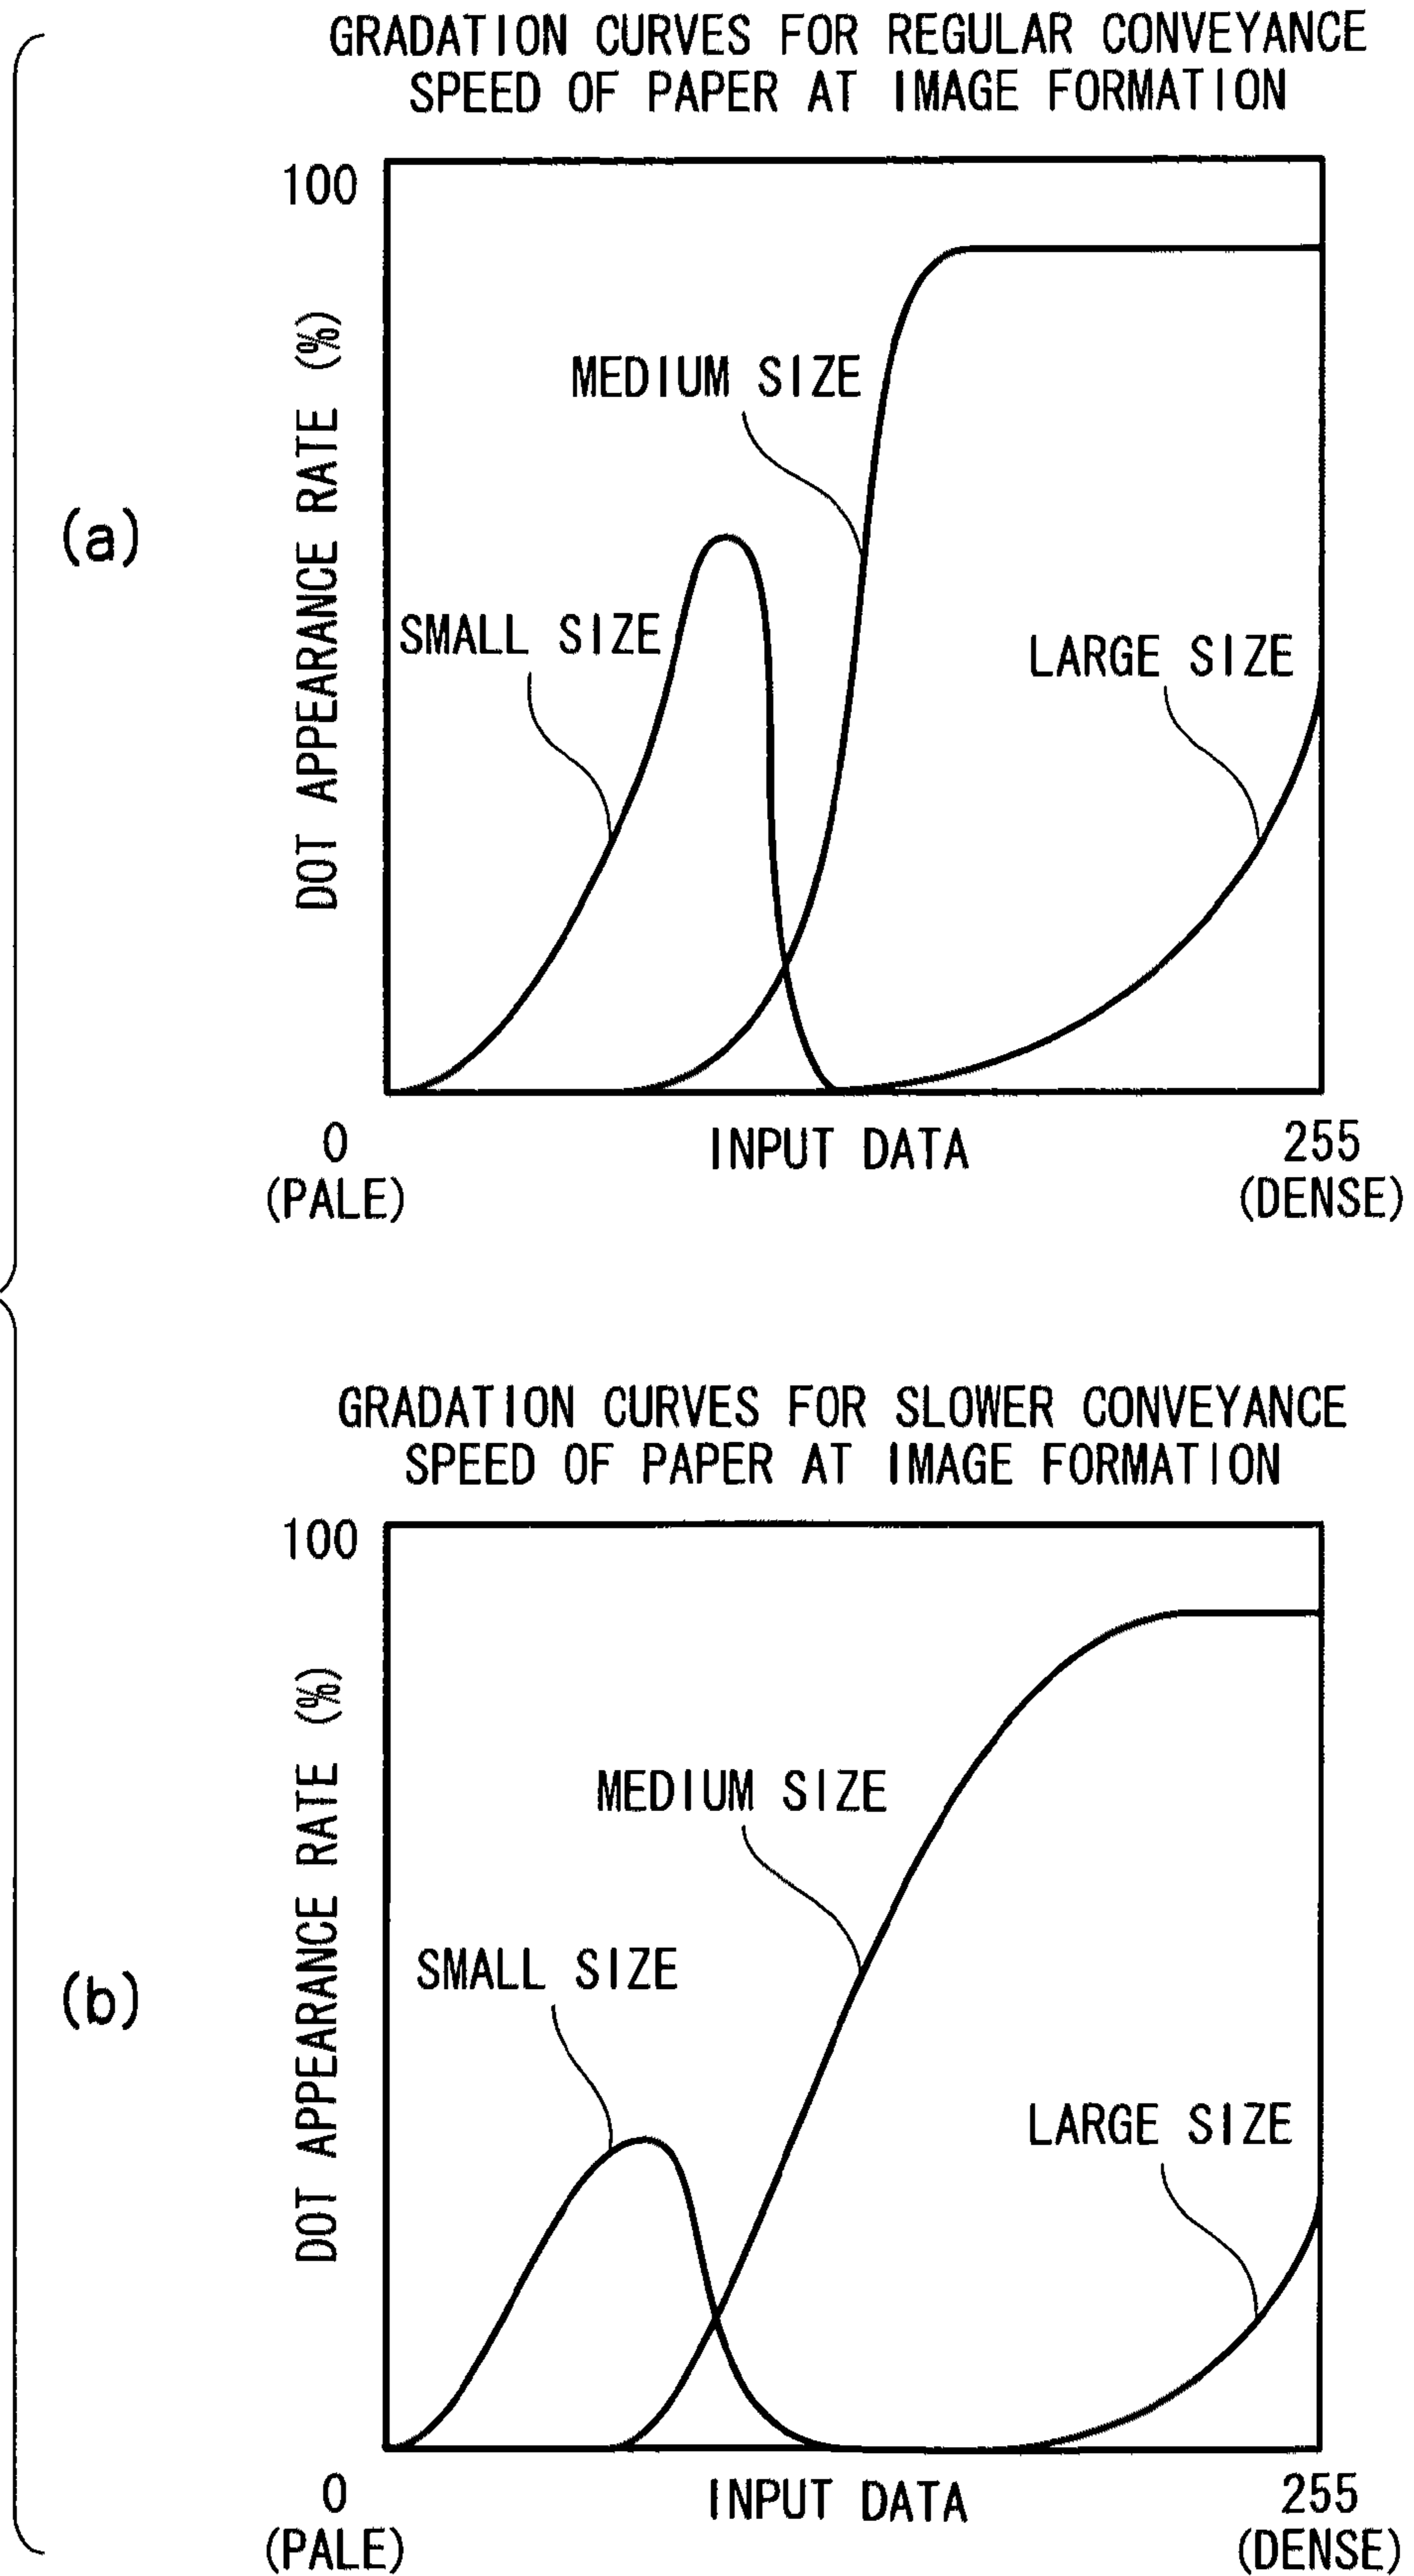 GRADATION CURVES FOR REGULAR CONVEYANCE
SPEED OF PAPER AT IMAGE FORMATION
(a)
100
DOT APPEARANCE RATE (%)
MEDIUM SIZE
SMALL SIZE
LARGE SIZE
0
(PALE)
INPUT DATA
255
(DENSE)
GRADATION CURVES FOR SLOWER CONVEYANCE
SPEED OF PAPER AT IMAGE FORMATION
(b)
100
DOT APPEARANCE RATE (%)
MEDIUM SIZE
SMALL SIZE
LARGE SIZE
0
(PALE)
INPUT DATA
255
(DENSE)